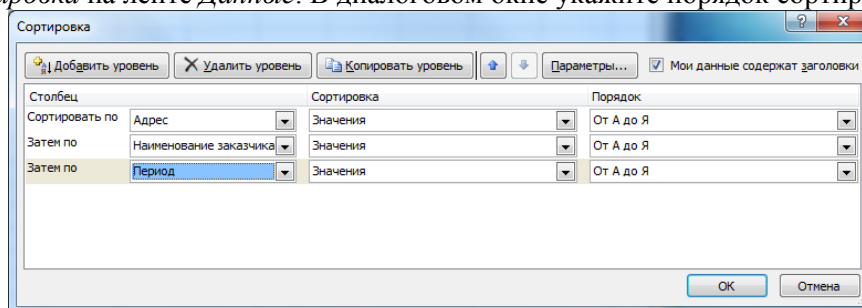 ировка на ленте Данные. В диалоговом окне укажите порядок сортир
Сортировка
Добавить уровень Удалить уровень Копировать уровень Параметры... Мои данные содержат заголовки
Столбец Сортировка Порядок
Сортировать по Адрес Значения От А до Я
Затем по Наименование заказчика Значения От А до Я
Затем по Период Значения От А до Я
ОК Отмена